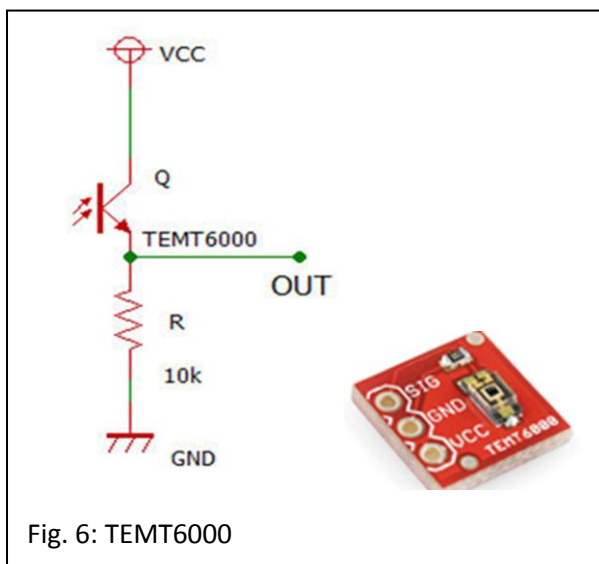 VCC
Q
TEMT6000
OUT
R
10k
GND
SIG
GND
VCC
TEMT6000
Fig. 6: TEMT6000